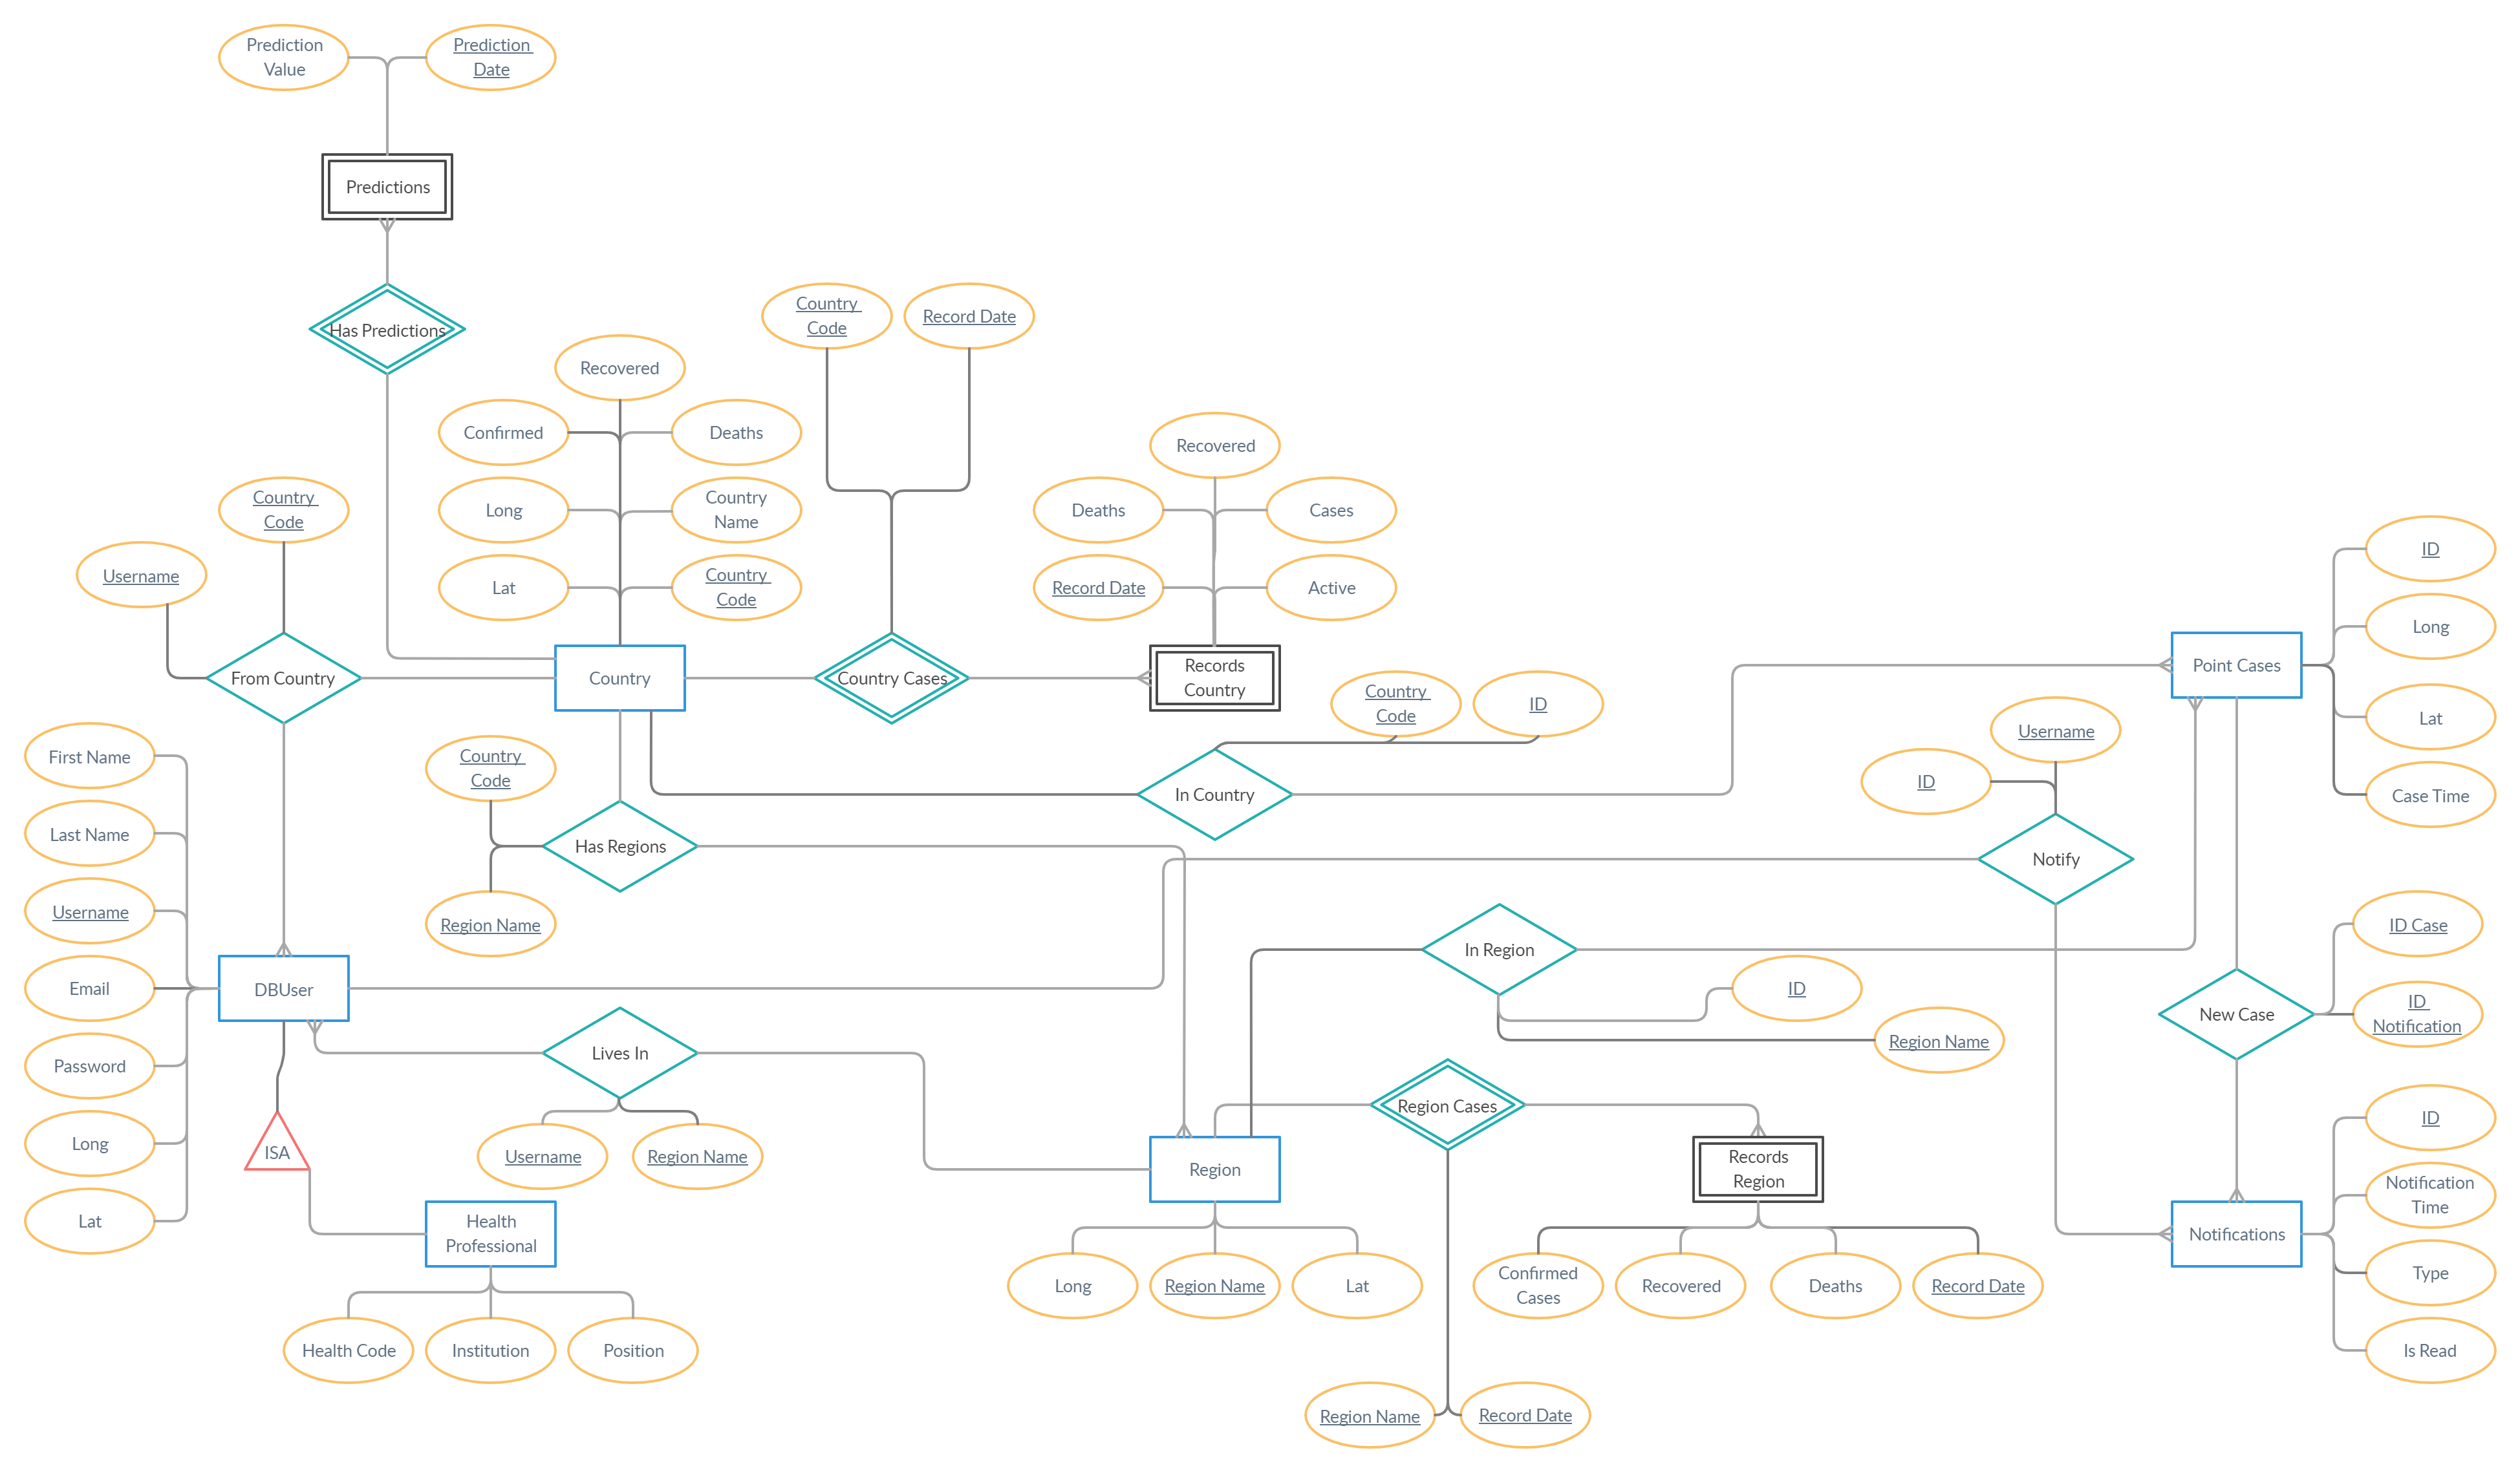 Prediction
Value
Prediction
Date
Predictions
Has Predictions
Country
Code
Record Date
Recovered
Confirmed
Deaths
Long
Country
Name
Lat
Country
Code
Recovered
Deaths
Cases
Record Date
Active
Country
Code
Username
From Country
Country
Country Cases
Records
Country
Country
Code
ID
In Country
Point Cases
ID
Long
Lat
Case Time
Username
ID
Notify
First Name
Last Name
Username
Email
Password
Long
Lat
Country
Code
Has Regions
Region Name
DBUser
In Region
ID
Region Name
ID Case
ID
Notification
New Case
Lives In
Username
Region Name
ISA
Health
Professional
Health Code
Institution
Position
Region Cases
Region
Records
Region
Long
Region Name
Lat
Confirmed
Cases
Recovered
Deaths
Record Date
Region Name
Record Date
Notifications
ID
Notification
Time
Type
Is Read